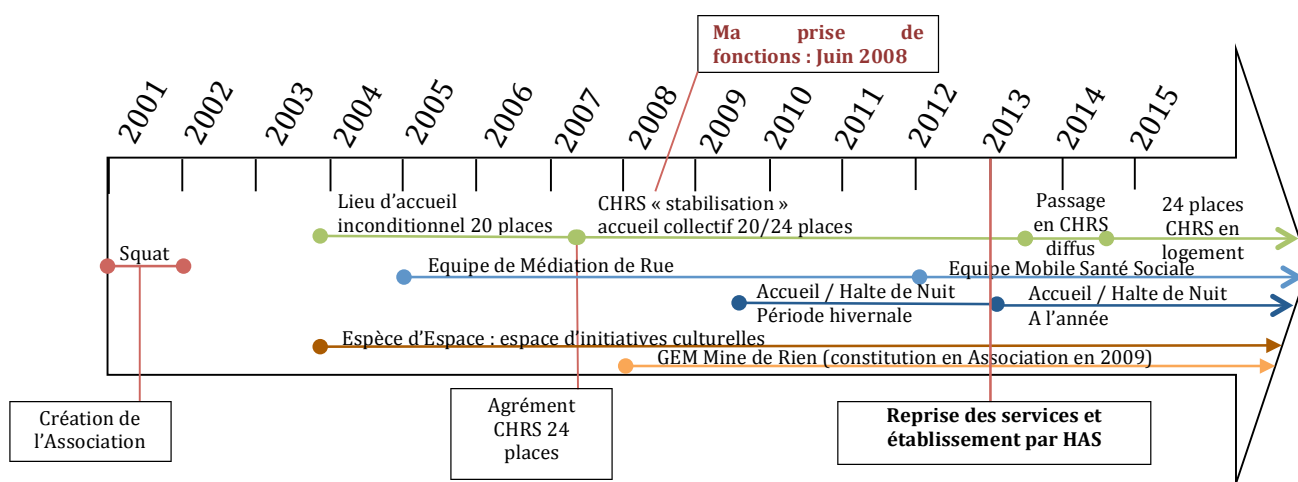 Ma prise de
fonctions : Juin 2008
2001
2002
2003
2004
2005
2006
2007
2008
2009
2010
2011
2012
2013
2014
2015
Lieu d’accueil
inconditionnel 20 places
CHRS « stabilisation »
accueil collectif 20/24 places
Passage
en CHRS
diffus
24 places
CHRS en
logement
Squat
Equipe de Médiation de Rue
Equipe Mobile Santé Sociale
Accueil / Halte de Nuit
Période hivernale
Accueil / Halte de Nuit
A l’année
Espèce d’Espace : espace d’initiatives culturelles
GEM Mine de Rien (constitution en Association en 2009)
Création de
l’Association
Agrément
CHRS 24
places
Reprise des services et
établissement par HAS